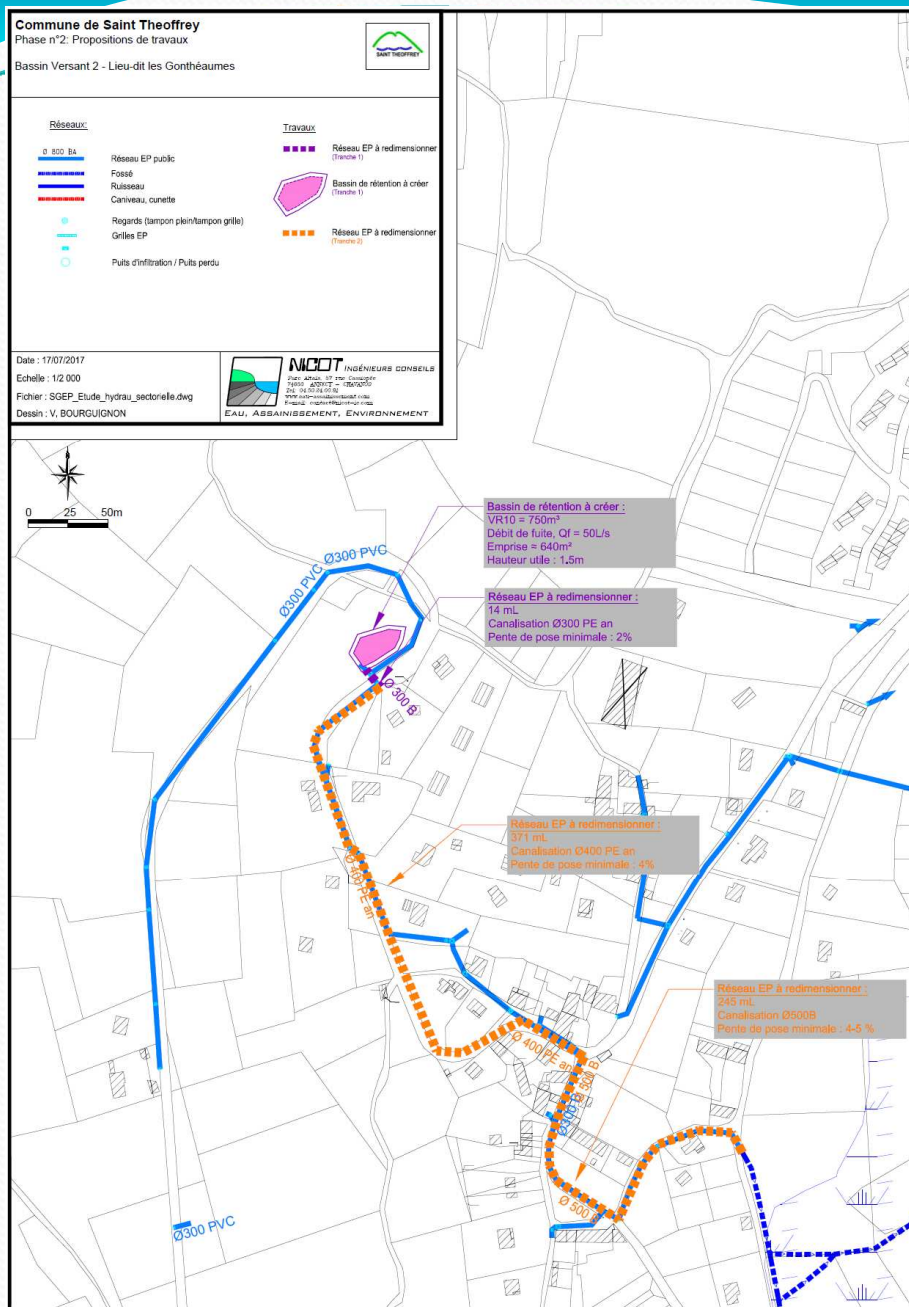 Commune de Saint Theoffrey
Phase n°2: Propositions de travaux
Bassin Versant 2 - Lieu-dit les Gonthéaumes
SAINT THEOFFREY
Réseaux:
Ø 800 BA
Réseau EP public
Fossé
Ruisseau
Caniveau, cunette
Regards (tampon plein/tampon grille)
Grilles EP
Puits d'infiltration / Puits perdu
Travaux
Réseau EP à redimensionner
(Tranche 1)
Bassin de rétention à créer
(Tranche 1)
Réseau EP à redimensionner
(Tranche 2)
Date : 17/07/2017
Echelle : 1/2 000
Fichier : SGEP_Etude_hydrau_sectorielle.dwg
Dessin : V, BOURGUIGNON
NICOT INGÉNIEURS CONSEILS
EAU, ASSAINISSEMENT, ENVIRONNEMENT
0 25 50m
Bassin de rétention à créer :
VR10 = 750m³
Débit de fuite, Qf = 50L/s
Emprise = 640m²
Hauteur utile : 1.5m
Ø300 PVC
Ø300 PVC
Réseau EP à redimensionner :
14 mL
Canalisation Ø300 PE an
Pente de pose minimale : 2%
Ø 300 B
Réseau EP à redimensionner :
371 mL
Canalisation Ø400 PE an
Pente de pose minimale : 4%
Ø 400 PE an
Réseau EP à redimensionner :
245 mL
Canalisation Ø500B
Pente de pose minimale : 4-5 %
Ø 400 PE an
Ø 500 B
Ø300
Ø 500
Ø300 PVC